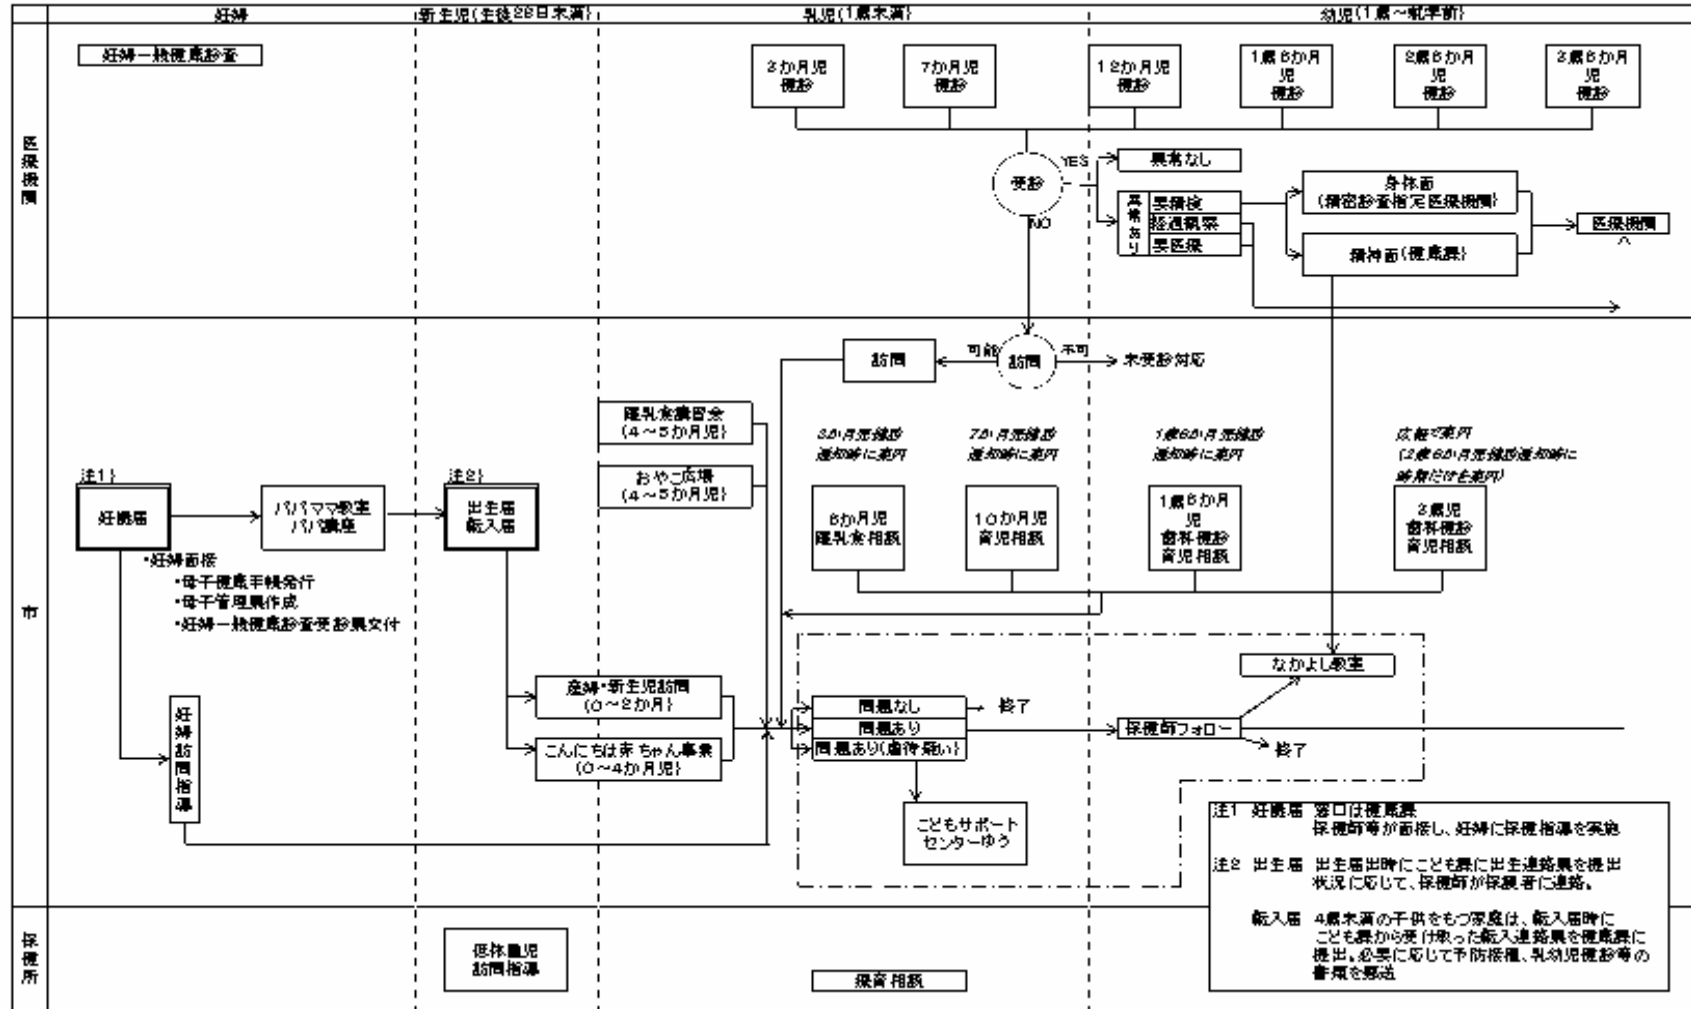 妊婦
新生児(生後28日未満)
乳児(1歳未満)
幼児(1歳～就学前)
医療機関
妊婦一般健康診査
3か月児
健診
7か月児
健診
12か月児
健診
1歳6か月
児
健診
2歳6か月
児
健診
3歳6か月
児
健診
受診
YES
NO
異常なし
異常あり
要精検
経過観察
要医療
身体面
(精密診査指定医療機関)
精神面(健康課)
医療機関
へ
市
訪問
可能
訪問
不可
未受診対応
離乳食講習会
(4～5か月児)
おやこ広場
(4～5か月児)
3か月児健診
通知時に案内
7か月児健診
通知時に案内
1歳6か月児健診
通知時に案内
広報で案内
(2歳6か月児健診通知時に
時期だけを案内)
注1)
妊娠届
パパママ教室
パパ講座
注2)
出生届
転入届
6か月児
離乳食相談
10か月児
育児相談
1歳6か月
児
歯科健診
育児相談
3歳児
歯科健診
育児相談
・妊婦面接
・母子健康手帳発行
・母子管理票作成
・妊婦一般健康診査受診票交付
妊婦訪問指導
産婦・新生児訪問
(0～2か月)
こんにちは赤ちゃん事業
(0～4か月児)
なかよし教室
問題なし
終了
問題あり
問題あり(虐待疑い)
保健師フォロー
終了
こどもサポート
センターゆう
注1 妊娠届 窓口は健康課
保健師等が面接し、妊婦に保健指導を実施
注2 出生届 出生届出時にこども課に出生連絡票を提出
状況に応じて、保健師が保護者に連絡。
転入届 4歳未満の子供をもつ家庭は、転入届時に
こども課から受け取った転入連絡票を健康課に
提出。必要に応じて予防接種、乳幼児健診等の
書類を郵送
保健所
低体重児
訪問指導
療育相談